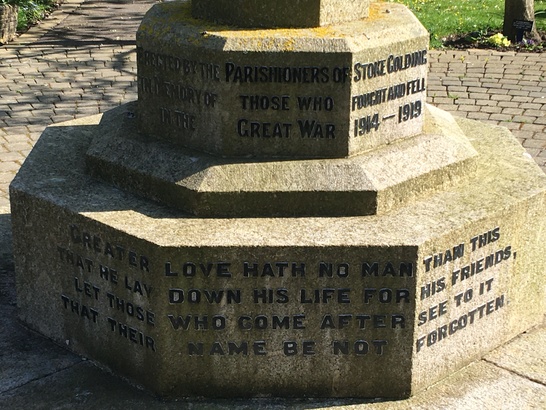 ERECTED BY THE PARISHIONERS OF STOKE GOLDING
IN MEMORY OF THOSE WHO FOUGHT AND FELL
IN THE GREAT WAR 1914 — 1919
GREATER LOVE HATH NO MAN THAN THIS
THAT HE LAY DOWN HIS LIFE FOR HIS FRIENDS,
LET THOSE WHO COME AFTER SEE TO IT
THAT THEIR NAME BE NOT FORGOTTEN.